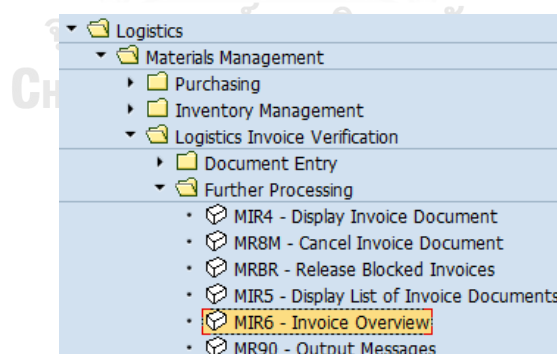 Logistics
Materials Management
Purchasing
Inventory Management
Logistics Invoice Verification
Document Entry
Further Processing
MIR4 - Display Invoice Document
MR8M - Cancel Invoice Document
MRBR - Release Blocked Invoices
MIR5 - Display List of Invoice Documents
MIR6 - Invoice Overview
MR90 - Output Messages